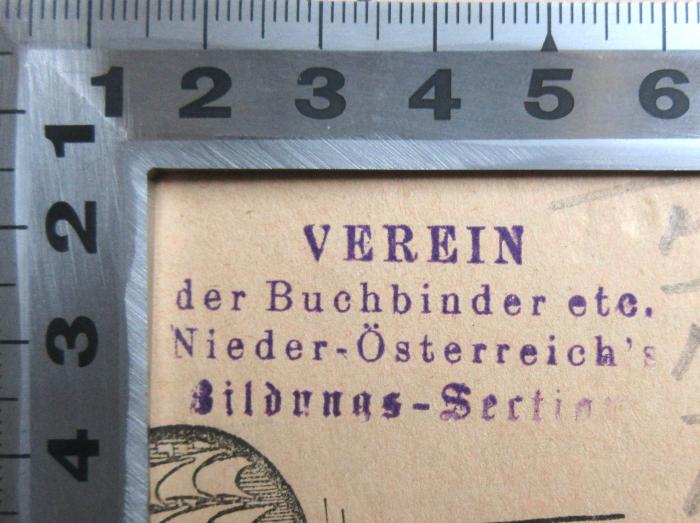 1 2 3 4 5 6
1
2
3
4
VEREIN
der Buchbinder etc.
Nieder-Österreich's
Bildungs-Section